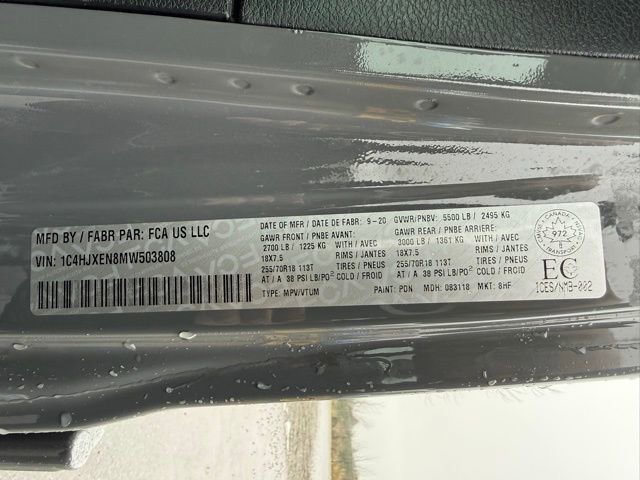 MFD BY / FABR PAR: FCA US LLC
VIN: 1C4HJXEN8MW503808
DATE OF MFR / DATE DE FABR: 9-20
GAWR FRONT / PNBE AVANT:
2700 LB / 1225 KG WITH / AVEC
18X7.5 RIMS / JANTES
255/70R18 113T TIRES / PNEUS
AT / A 38 PSI LB/PO²
TYPE: MPV/VTUM
GVWR/PNBV: 5500 LB / 2495 KG
GAWR REAR / PNBE ARRIERE:
3000 LB / 1361 KG WITH / AVEC
18X7.5 RIMS / JANTES
255/70R18 113T TIRES / PNEUS
AT / A 38 PSI LB/PO²
PAINT: PDN MDH: 083118 MKT: 8HF
CANADA
972
8
TRANSPORT
EC
ICES/NMB-002